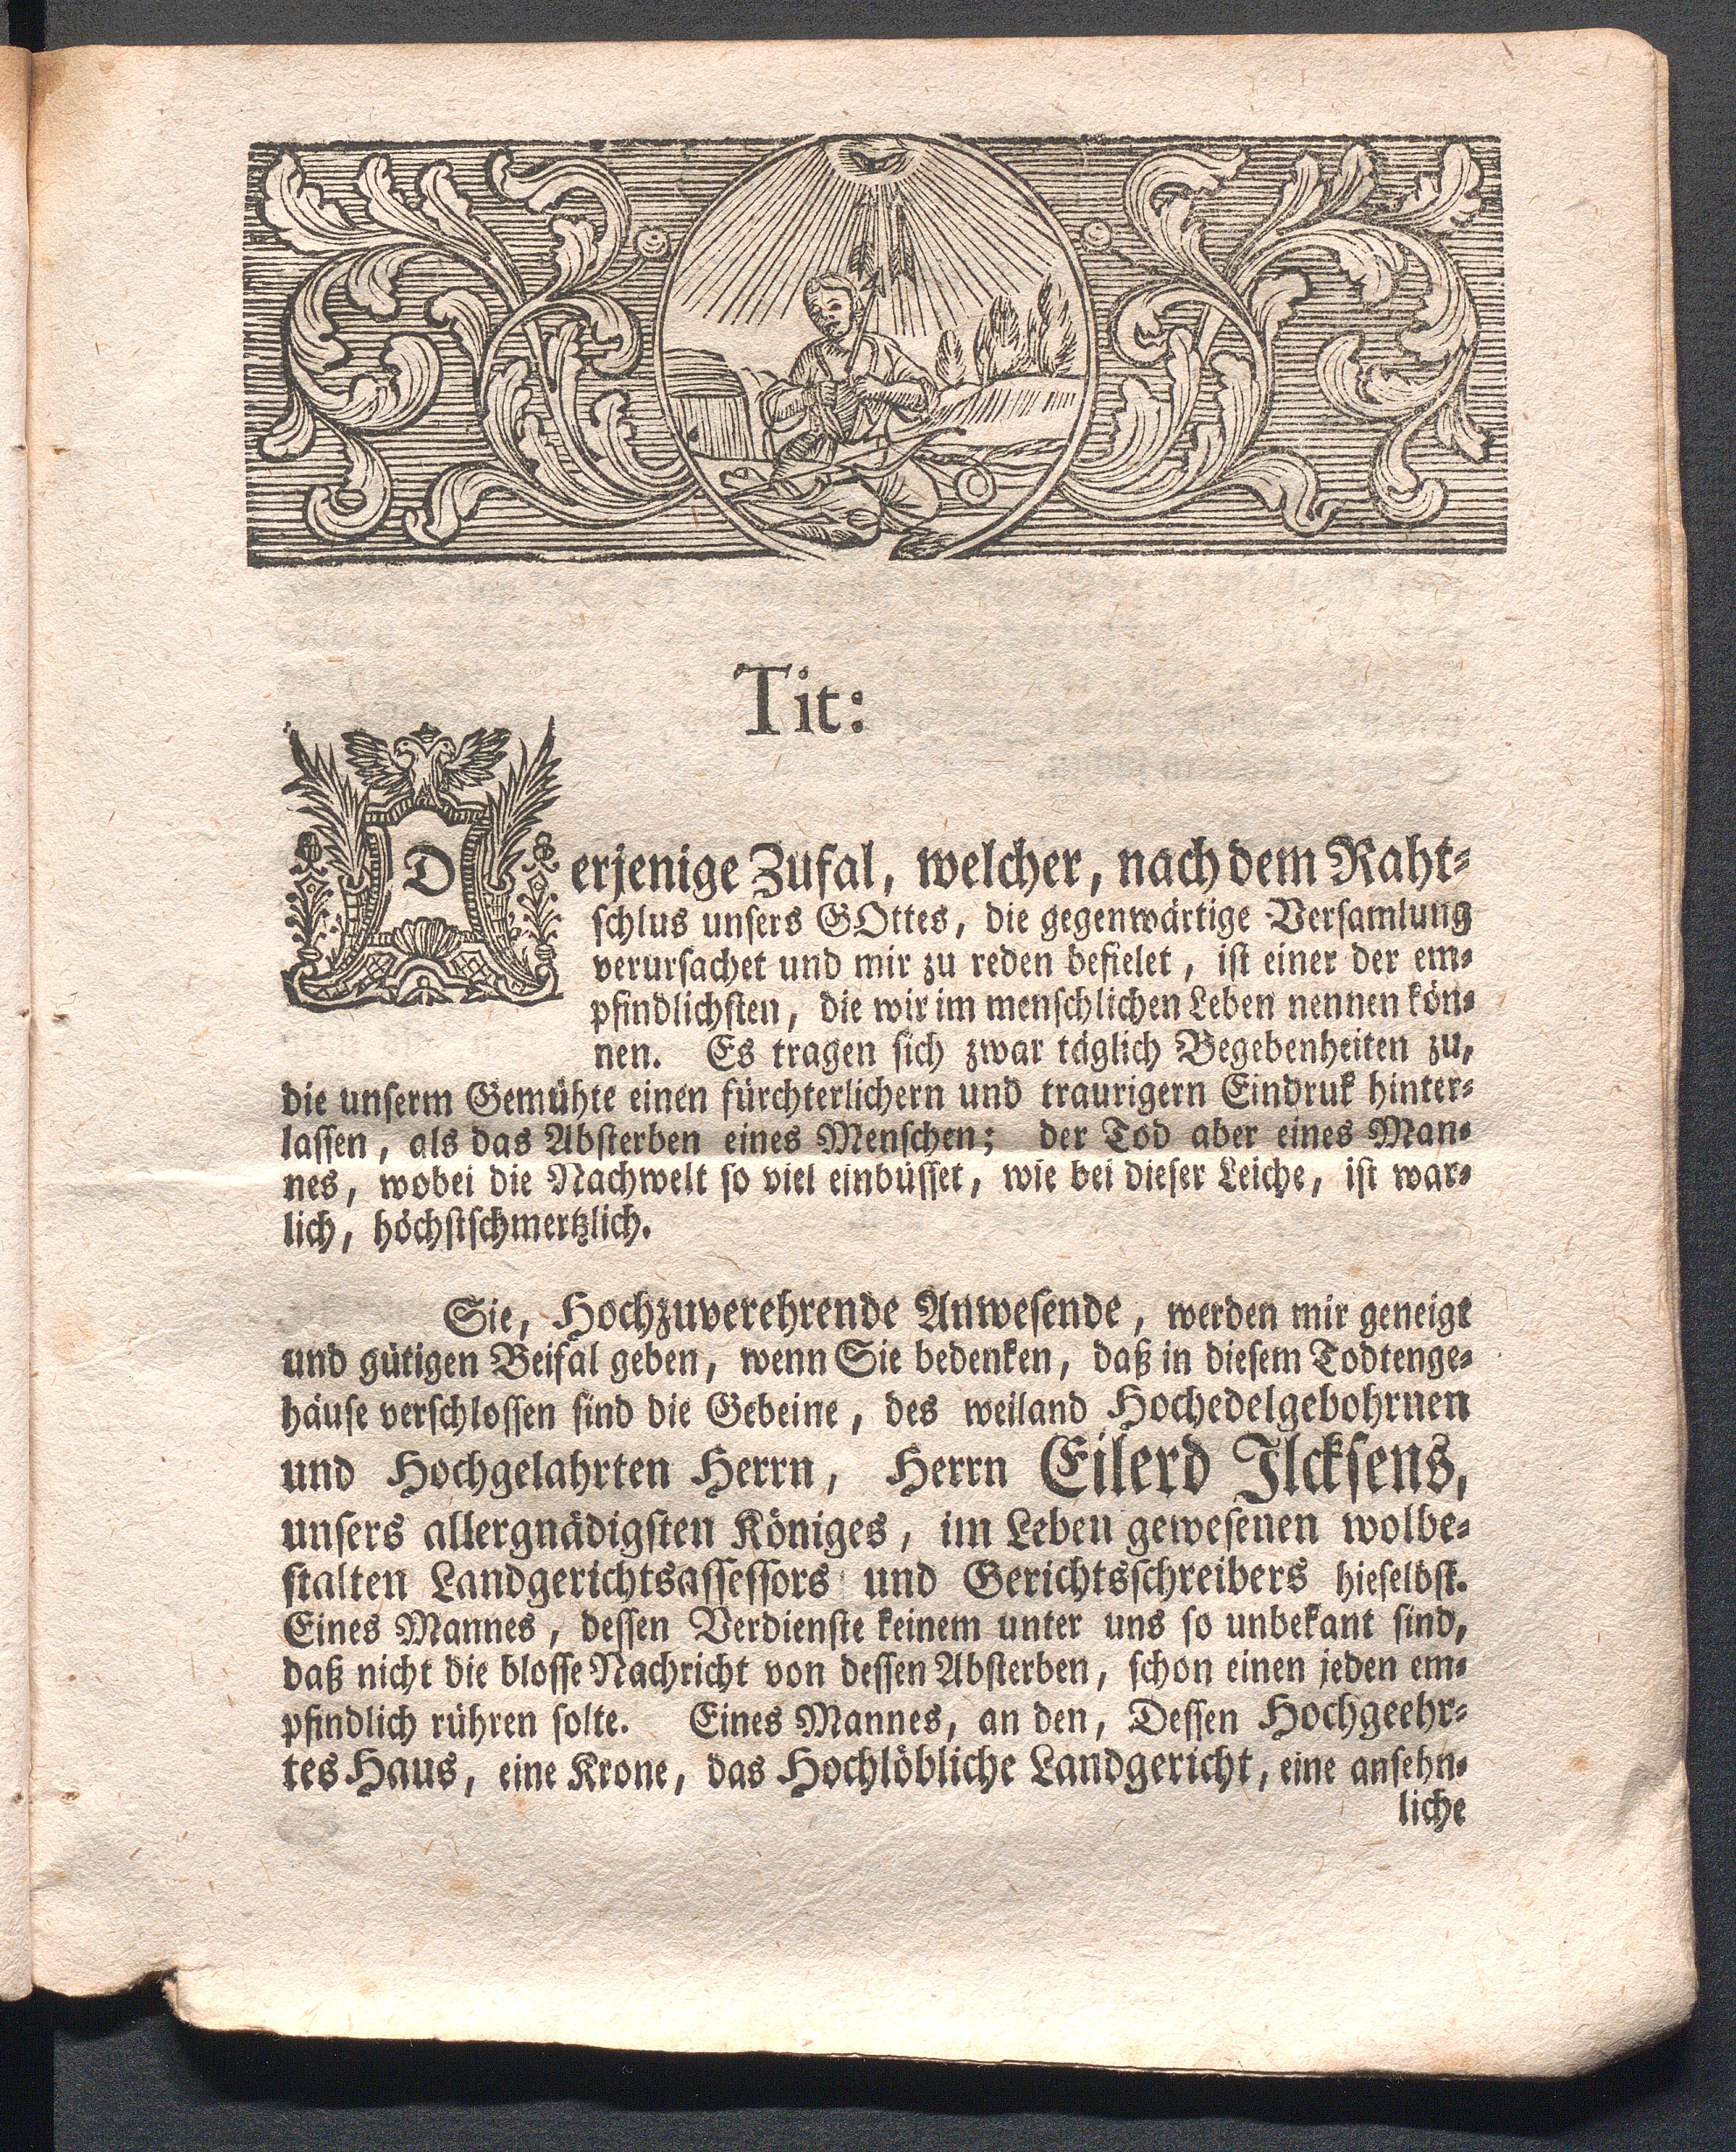 Tit:
Derjenige Zufal, welcher, nach dem Raht-
schlus unsers GOttes, die gegenwärtige Versamlung
verursachet und mir zu reden befielet, ist einer der em-
pfindlichsten, die wir im menschlichen Leben nennen kön-
nen. Es tragen sich zwar täglich Begebenheiten zu,
die unserm Gemühte einen fürchterlichern und traurigern Eindruk hinter-
lassen, als das Absterben eines Menschen; der Tod aber eines Man-
nes, wobei die Nachwelt so viel einbüsset, wie bei dieser Leiche, ist war-
lich, höchstschmertzlich.
Sie, Hochzuverehrende Anwesende, werden mir geneigt
und gütigen Beifal geben, wenn Sie bedenken, daß in diesem Todtenge-
häuse verschlossen sind die Gebeine, des weiland Hochedelgebohrnen
und Hochgelahrten Herrn, Herrn Eilerd Ilcksens,
unsers allergnädigsten Königes, im Leben gewesenen wolbe-
stalten Landgerichtsassessors und Gerichtsschreibers hieselbst.
Eines Mannes, dessen Verdienste keinem unter uns so unbekant sind,
daß nicht die blosse Nachricht von dessen Absterben, schon einen jeden em-
pfindlich rühren solte. Eines Mannes, an den, Dessen Hochgeehr-
tes Haus, eine Krone, das Hochlöbliche Landgericht, eine ansehn-
liche